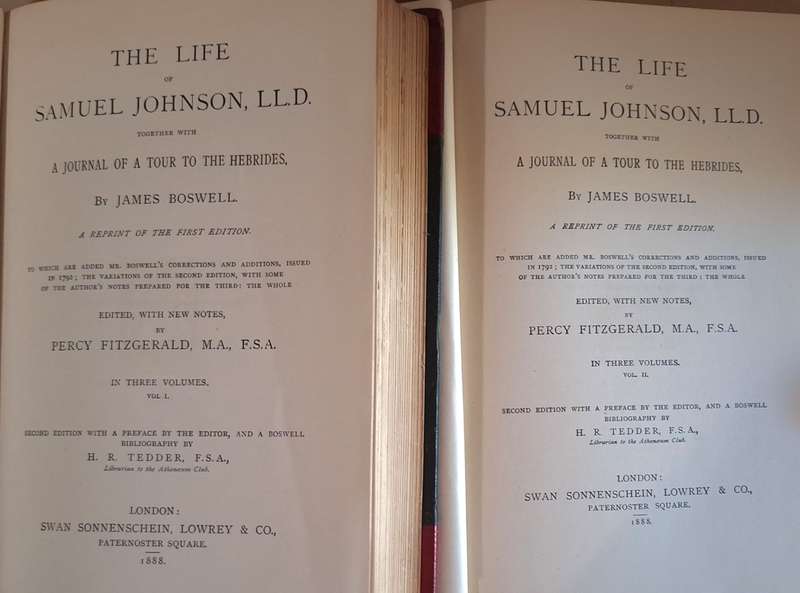 THE LIFE
OF
SAMUEL JOHNSON, LL.D.
TOGETHER WITH
A JOURNAL OF A TOUR TO THE HEBRIDES,
BY JAMES BOSWELL.
A REPRINT OF THE FIRST EDITION.
TO WHICH ARE ADDED MR. BOSWELL'S CORRECTIONS AND ADDITIONS, ISSUED
IN 1792; THE VARIATIONS OF THE SECOND EDITION, WITH SOME
OF THE AUTHOR'S NOTES PREPARED FOR THE THIRD: THE WHOLE
EDITED, WITH NEW NOTES,
BY
PERCY FITZGERALD, M.A., F.S.A.
IN THREE VOLUMES.
VOL I.
SECOND EDITION WITH A PREFACE BY THE EDITOR, AND A BOSWELL
BIBLIOGRAPHY BY
H. R. TEDDER, F.S.A.,
Librarian to the Athenæum Club.
LONDON:
SWAN SONNENSCHEIN, LOWREY & CO.,
PATERNOSTER SQUARE.
1888.
THE LIFE
OF
SAMUEL JOHNSON, LL.D.
TOGETHER WITH
A JOURNAL OF A TOUR TO THE HEBRIDES,
BY JAMES BOSWELL.
A REPRINT OF THE FIRST EDITION.
TO WHICH ARE ADDED MR. BOSWELL'S CORRECTIONS AND ADDITIONS, ISSUED
IN 1792; THE VARIATIONS OF THE SECOND EDITION, WITH SOME
OF THE AUTHOR'S NOTES PREPARED FOR THE THIRD: THE WHOLE
EDITED, WITH NEW NOTES,
BY
PERCY FITZGERALD, M.A., F.S.A.
IN THREE VOLUMES.
VOL. II.
SECOND EDITION WITH A PREFACE BY THE EDITOR, AND A BOSWELL
BIBLIOGRAPHY BY
H. R. TEDDER, F.S.A.,
Librarian to the Athenæum Club.
LONDON:
SWAN SONNENSCHEIN, LOWREY & CO.,
PATERNOSTER SQUARE.
1888.